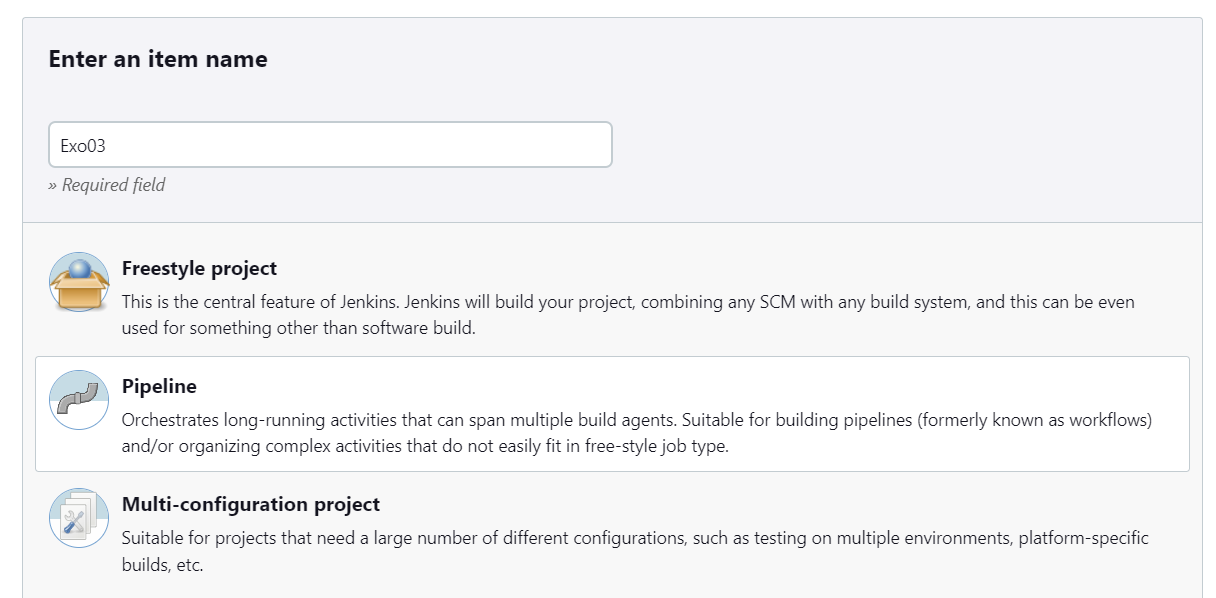 Enter an item name
Exo03
» Required field
Freestyle project
This is the central feature of Jenkins. Jenkins will build your project, combining any SCM with any build system, and this can be even
used for something other than software build.
Pipeline
Orchestrates long-running activities that can span multiple build agents. Suitable for building pipelines (formerly known as workflows)
and/or organizing complex activities that do not easily fit in free-style job type.
Multi-configuration project
Suitable for projects that need a large number of different configurations, such as testing on multiple environments, platform-specific
builds, etc.